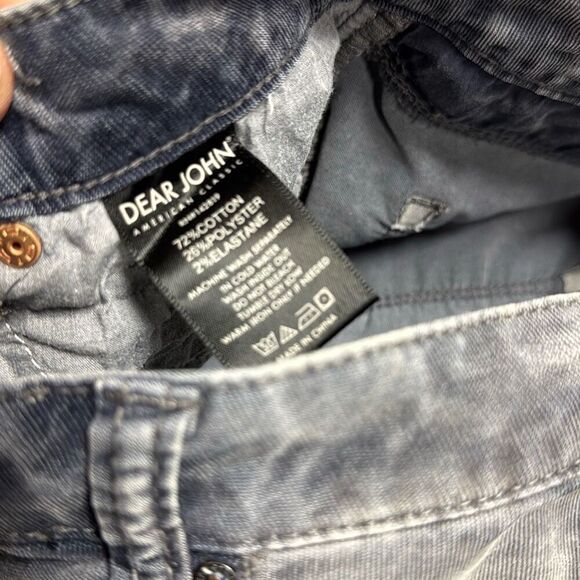 DEAR JOHN
AMERICAN CLASSIC
72%COTTON
26%POLYESTER
2%ELASTANE
MACHINE WASH SEPARATELY
IN COLD WATER
WASH INSIDE OUT
DO NOT BLEACH
TUMBLE DRY LOW
WARM IRON ONLY IF NEEDED
MADE IN CHINA